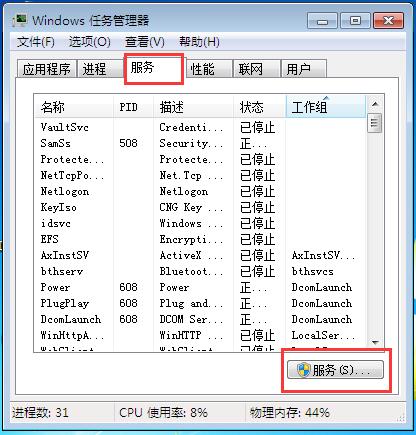 Windows 任务管理器
文件(F) 选项(O) 查看(V) 帮助(H)
应用程序 进程 服务 性能 联网 用户
名称 PID 描述 状态 工作组
VaultSvc Credenti... 已停止
SamSs 508 Security... 正...
Protecte... Protecte... 已停止
NetTcpPo... Net.Tcp ... 已停止
Netlogon Netlogon 已停止
KeyIso CNG Key ... 已停止
idsvc Windows ... 已停止
EFS Encrypti... 已停止
AxInstSV ActiveX ... 已停止 AxInstSV...
bthserv Bluetoot... 已停止 bthsvcs
Power 608 Power 正... DcomLaunch
PlugPlay 608 Plug and... 正... DcomLaunch
DcomLaunch 608 DCOM Ser... 正... DcomLaunch
WinHttpA... WinHTTP ... 已停止 LocalSer...
服务(S)...
进程数: 31 CPU 使用率: 8% 物理内存: 44%